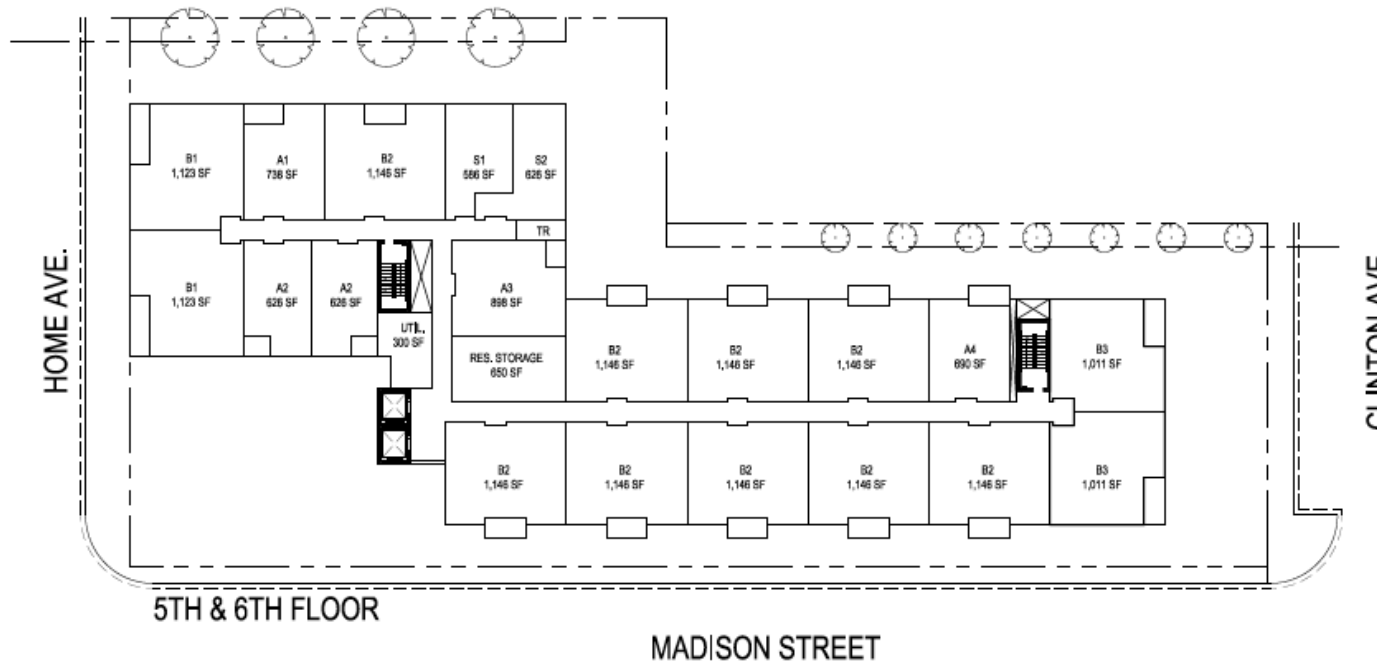 B1
1,123 SF
A1
738 SF
B2
1,146 SF
S1
586 SF
S2
626 SF
TR
HOME AVE.
B1
1,123 SF
A2
626 SF
A2
626 SF
A3
898 SF
UTIL.
300 SF
RES. STORAGE
650 SF
B2
1,146 SF
B2
1,146 SF
B2
1,146 SF
A4
690 SF
B3
1,011 SF
CLINTON AVE
B2
1,146 SF
B2
1,146 SF
B2
1,146 SF
B2
1,146 SF
B2
1,146 SF
B3
1,011 SF
5TH & 6TH FLOOR
MADISON STREET